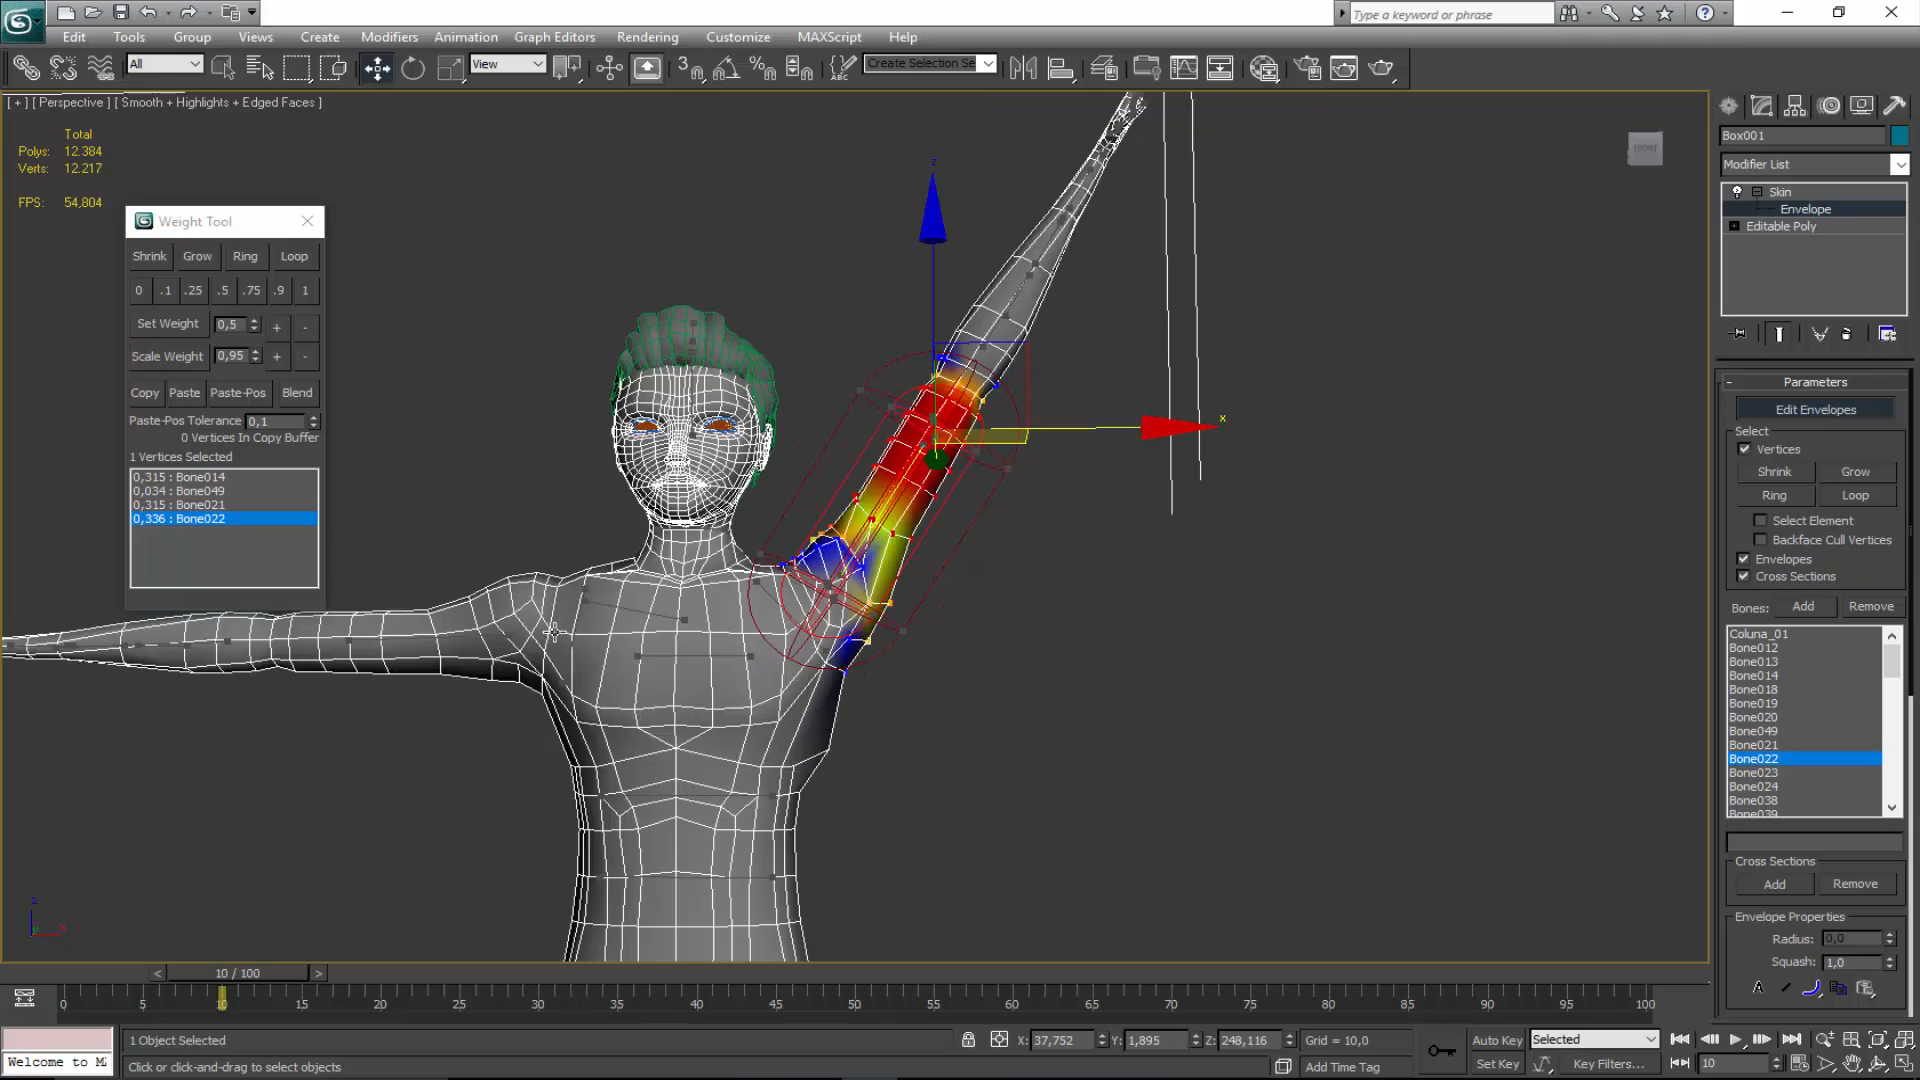 Type a keyword or phrase
Edit Tools Group Views Create Modifiers Animation Graph Editors Rendering Customize MAXScript Help
All View 3 Create Selection Se
[ + ] [ Perspective ] [ Smooth + Highlights + Edged Faces ]
Total
Polys: 12.384
Verts: 12.217
FPS: 54,804
Weight Tool
Shrink Grow Ring Loop
0 .1 .25 .5 .75 .9 1
Set Weight 0,5 + -
Scale Weight 0,95 + -
Copy Paste Paste-Pos Blend
Paste-Pos Tolerance 0,1
0 Vertices In Copy Buffer
1 Vertices Selected
0,315 : Bone014
0,034 : Bone049
0,315 : Bone021
0,336 : Bone022
z
x
FRONT
Box001
Modifier List
Skin
Envelope
Editable Poly
- Parameters
Edit Envelopes
Select
Vertices
Shrink Grow
Ring Loop
Select Element
Backface Cull Vertices
Envelopes
Cross Sections
Bones: Add Remove
Coluna_01
Bone012
Bone013
Bone014
Bone018
Bone019
Bone020
Bone049
Bone021
Bone022
Bone023
Bone024
Bone038
Bone039
Cross Sections
Add Remove
Envelope Properties
Radius: 0,0
Squash: 1,0
z
x
< 10 / 100 >
0 5 10 15 20 25 30 35 40 45 50 55 60 65 70 75 80 85 90 95 100
1 Object Selected X: 37,752 Y: 1,895 Z: 248,116 Grid = 10,0 Auto Key Selected
Welcome to M Click or click-and-drag to select objects Add Time Tag Set Key Key Filters... 10